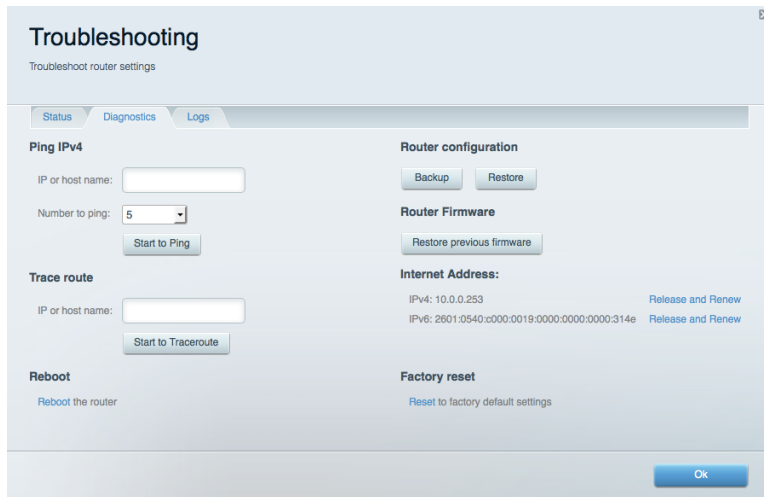 Troubleshooting
Troubleshoot router settings
Status Diagnostics Logs
Ping IPv4
IP or host name:
Number to ping: 5
Start to Ping
Trace route
IP or host name:
Start to Traceroute
Reboot
Reboot the router
Router configuration
Backup Restore
Router Firmware
Restore previous firmware
Internet Address:
IPv4: 10.0.0.253 Release and Renew
IPv6: 2601:0540:c000:0019:0000:0000:0000:314e Release and Renew
Factory reset
Reset to factory default settings
Ok